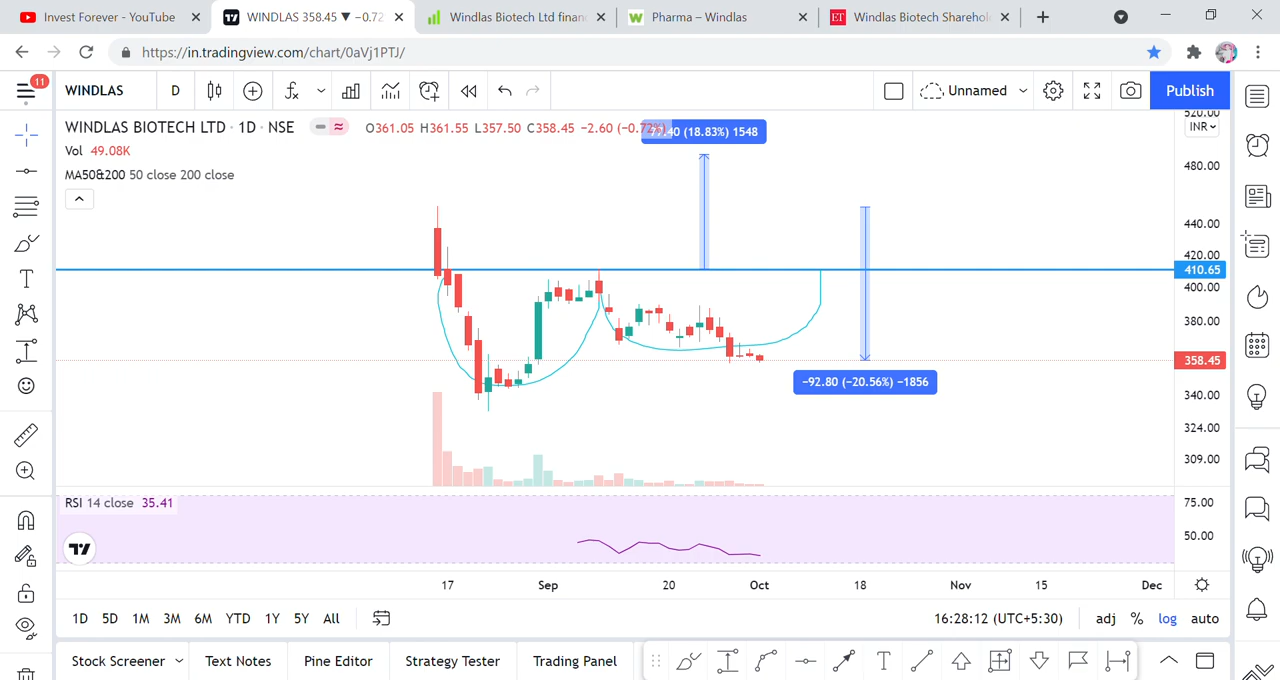 Invest Forever - YouTube
WINDLAS 358.45 ▼ −0.72
Windlas Biotech Ltd finan
Pharma – Windlas
ET Windlas Biotech Sharehol
https://in.tradingview.com/chart/0aVj1PTJ/
11
WINDLAS D
Unnamed
Publish
WINDLAS BIOTECH LTD · 1D · NSE
O361.05 H361.55 L357.50 C358.45 −2.60 (−0.72%)
(18.83%) 1548
Vol 49.08K
MA50&200 50 close 200 close
520.00
INR
480.00
440.00
420.00
410.65
400.00
380.00
358.45
340.00
324.00
309.00
−92.80 (−20.56%) −1856
RSI 14 close 35.41
75.00
50.00
17 Sep 20 Oct 18 Nov 15 Dec
1D 5D 1M 3M 6M YTD 1Y 5Y All
16:28:12 (UTC+5:30) adj % log auto
Stock Screener Text Notes Pine Editor Strategy Tester Trading Panel